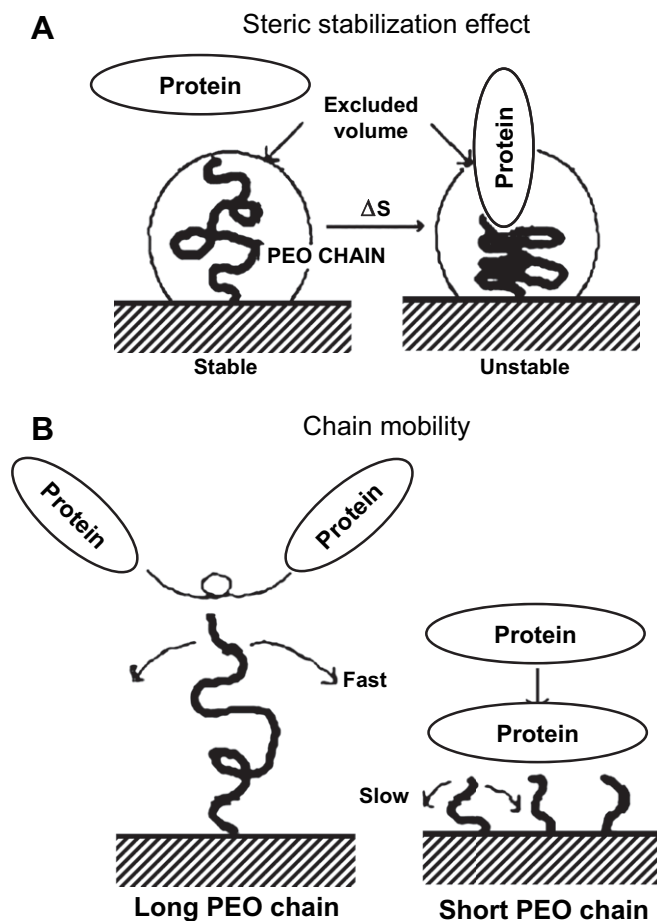 A
Steric stabilization effect
Protein
Excluded
volume
Protein
ΔS
PEO CHAIN
Stable
Unstable
B
Chain mobility
Protein
Protein
Protein
Fast
Protein
Slow
Long PEO chain
Short PEO chain